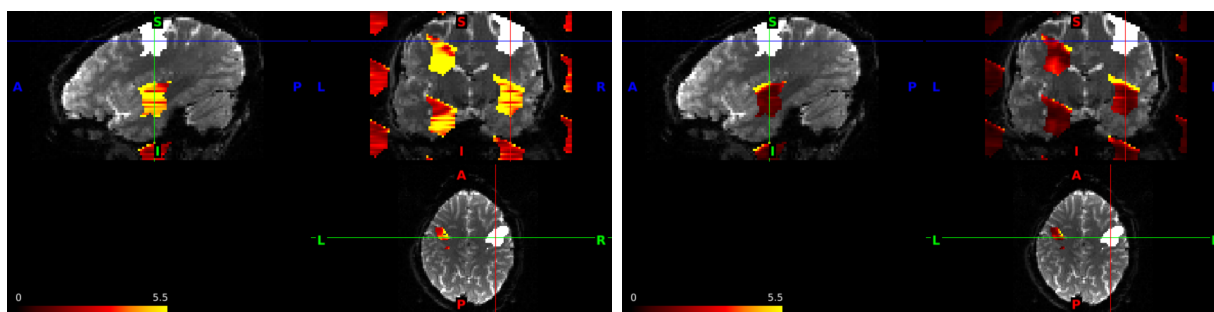 S S S S
A P L R A P L
I I I I
A A
L R L
P P
0 5.5 0 5.5